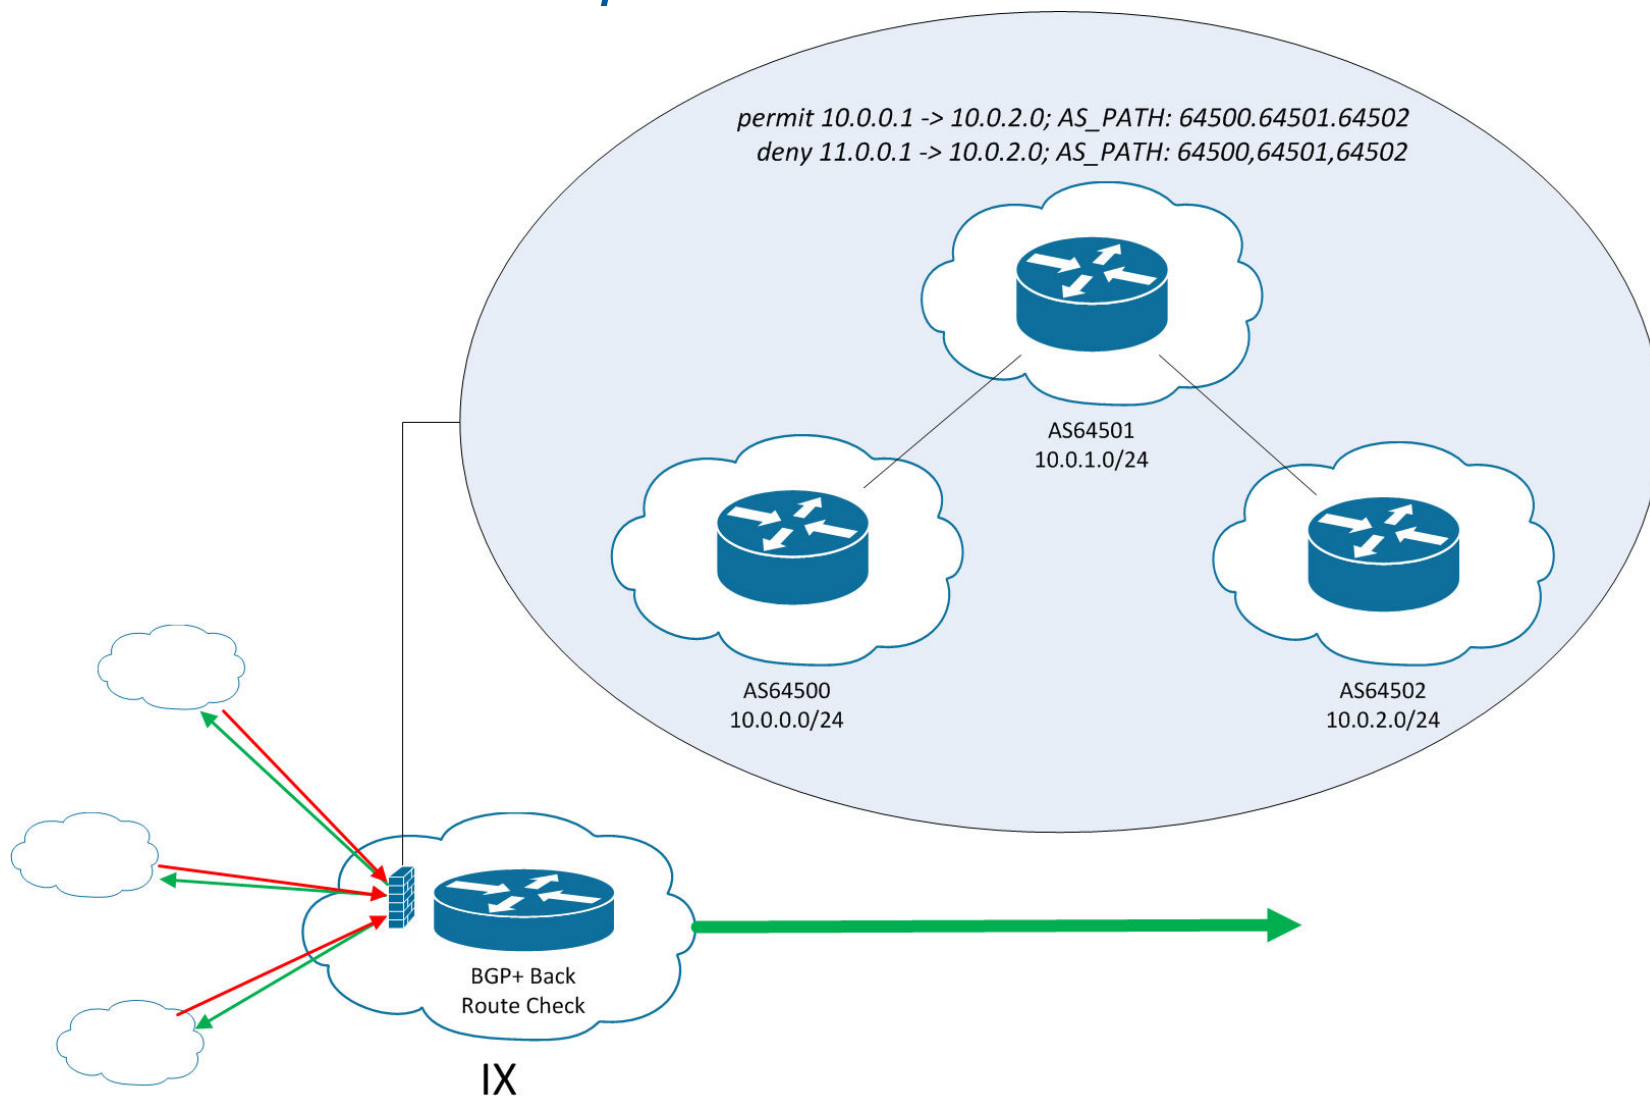 permit 10.0.0.1 -> 10.0.2.0; AS_PATH: 64500.64501.64502
deny 11.0.0.1 -> 10.0.2.0; AS_PATH: 64500,64501,64502
AS64501
10.0.1.0/24
AS64500
10.0.0.0/24
AS64502
10.0.2.0/24
BGP+ Back
Route Check
IX